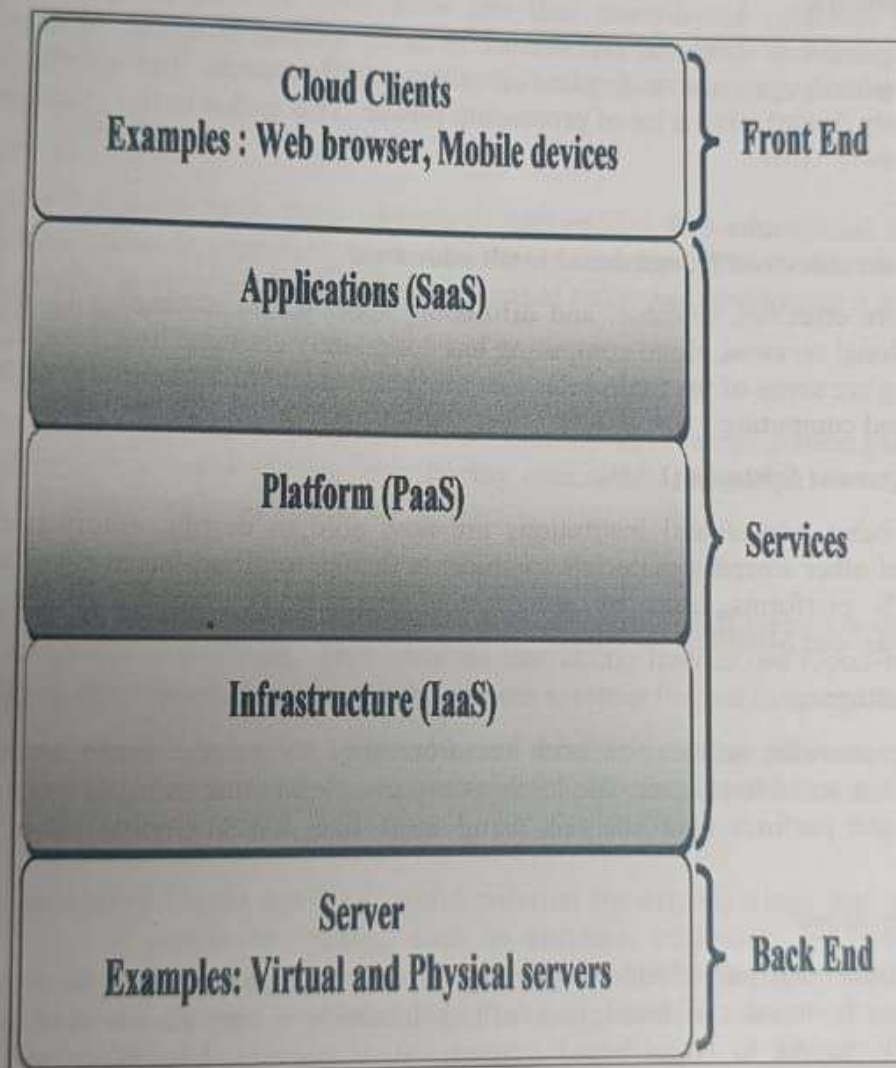 Cloud Clients
Examples : Web browser, Mobile devices
Front End
Applications (SaaS)
Platform (PaaS)
Services
Infrastructure (IaaS)
Server
Examples: Virtual and Physical servers
Back End